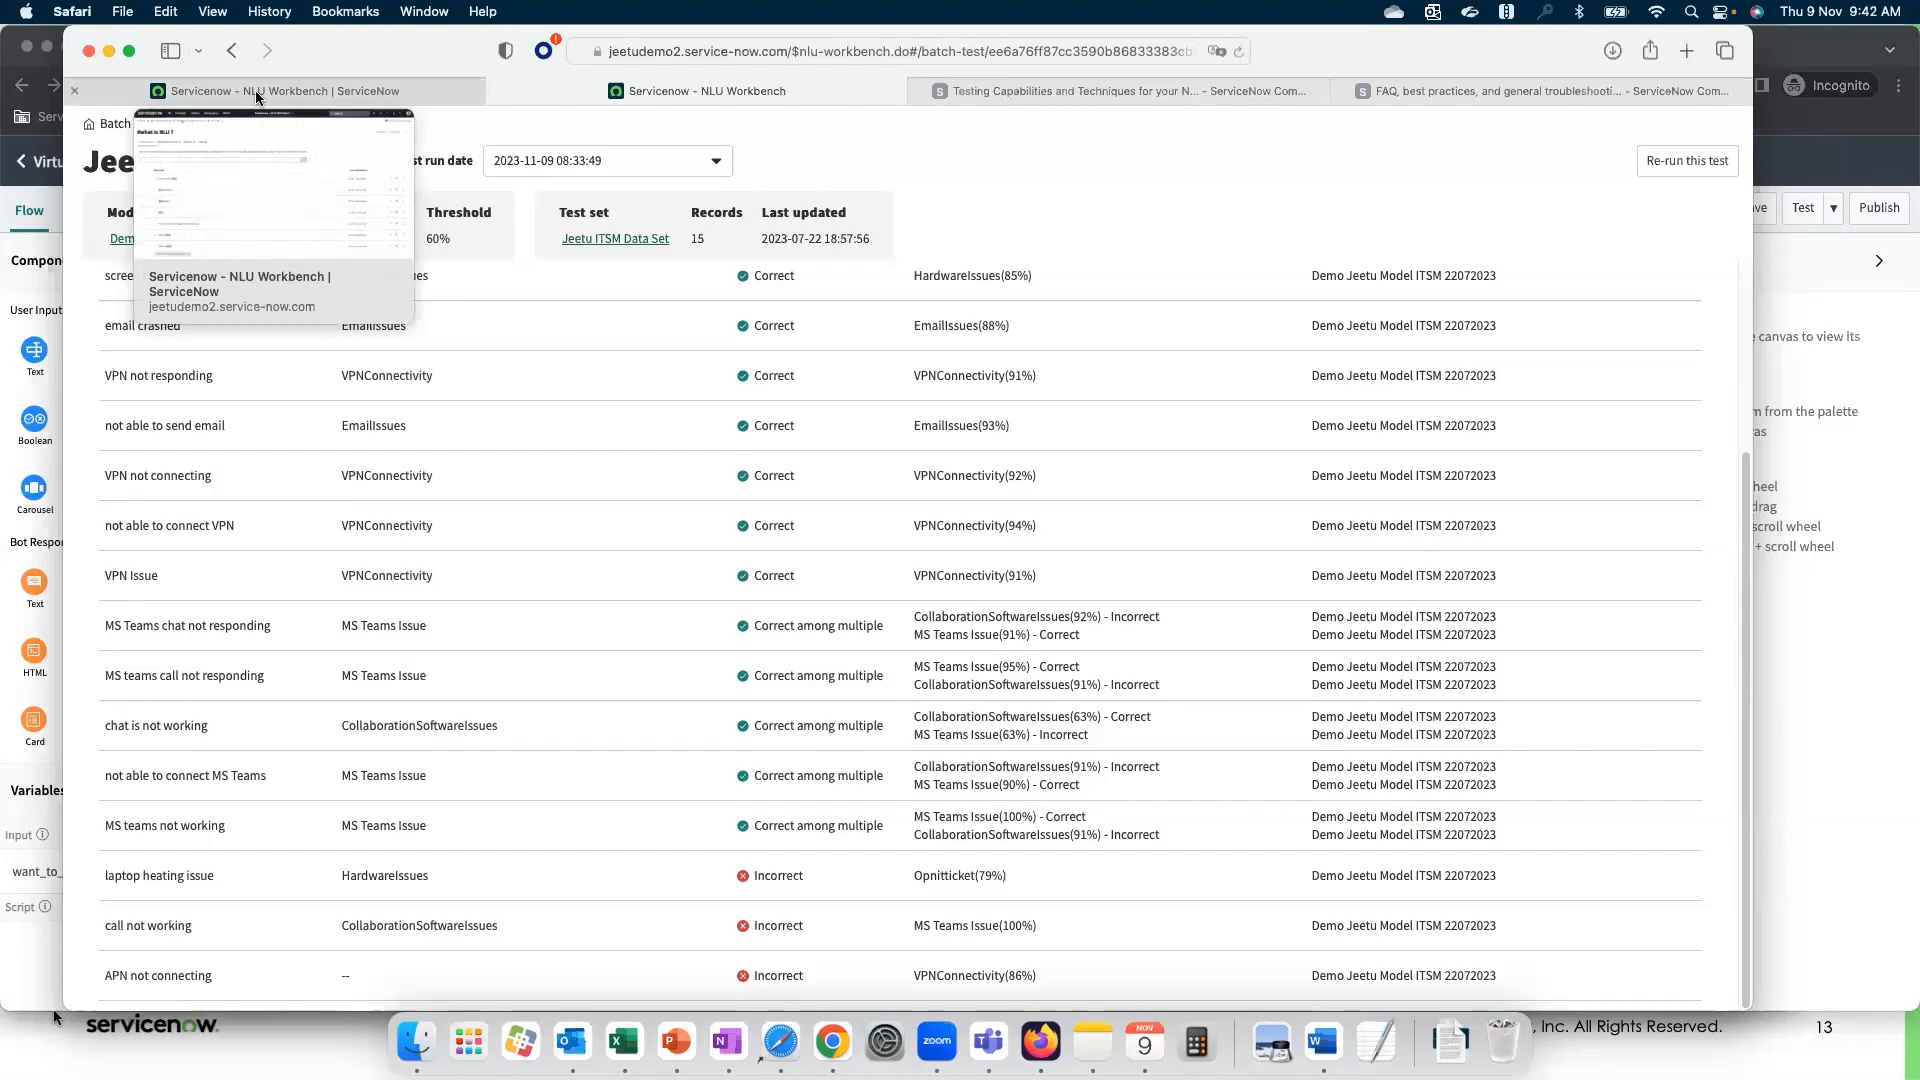 Safari File Edit View History Bookmarks Window Help
Thu 9 Nov 9:42 AM
jeetudemo2.service-now.com/$nlu-workbench.do#/batch-test/ee6a76ff87cc3590b86833383cb
Servicenow - NLU Workbench | ServiceNow
Servicenow - NLU Workbench
Testing Capabilities and Techniques for your N... - ServiceNow Com...
FAQ, best practices, and general troubleshooti... - ServiceNow Com...
Incognito
Serv
Batch
Virtu
Jee
st run date
2023-11-09 08:33:49
Re-run this test
Flow
ve
Test
Publish
Mod
Threshold
Test set
Records
Last updated
Dem
60%
Jeetu ITSM Data Set
15
2023-07-22 18:57:56
Servicenow - NLU Workbench |
ServiceNow
jeetudemo2.service-now.com
Compon
User Input
Text
Boolean
Carousel
Bot Respo
Text
HTML
Card
Variables
Input
want_to_
Script
scree
ues
Correct
HardwareIssues(85%)
Demo Jeetu Model ITSM 22072023
email crashed
EmailIssues
Correct
EmailIssues(88%)
Demo Jeetu Model ITSM 22072023
VPN not responding
VPNConnectivity
Correct
VPNConnectivity(91%)
Demo Jeetu Model ITSM 22072023
not able to send email
EmailIssues
Correct
EmailIssues(93%)
Demo Jeetu Model ITSM 22072023
VPN not connecting
VPNConnectivity
Correct
VPNConnectivity(92%)
Demo Jeetu Model ITSM 22072023
not able to connect VPN
VPNConnectivity
Correct
VPNConnectivity(94%)
Demo Jeetu Model ITSM 22072023
VPN Issue
VPNConnectivity
Correct
VPNConnectivity(91%)
Demo Jeetu Model ITSM 22072023
MS Teams chat not responding
MS Teams Issue
Correct among multiple
CollaborationSoftwareIssues(92%) - Incorrect
MS Teams Issue(91%) - Correct
Demo Jeetu Model ITSM 22072023
Demo Jeetu Model ITSM 22072023
MS teams call not responding
MS Teams Issue
Correct among multiple
MS Teams Issue(95%) - Correct
CollaborationSoftwareIssues(91%) - Incorrect
Demo Jeetu Model ITSM 22072023
Demo Jeetu Model ITSM 22072023
chat is not working
CollaborationSoftwareIssues
Correct among multiple
CollaborationSoftwareIssues(63%) - Correct
MS Teams Issue(63%) - Incorrect
Demo Jeetu Model ITSM 22072023
Demo Jeetu Model ITSM 22072023
not able to connect MS Teams
MS Teams Issue
Correct among multiple
CollaborationSoftwareIssues(91%) - Incorrect
MS Teams Issue(90%) - Correct
Demo Jeetu Model ITSM 22072023
Demo Jeetu Model ITSM 22072023
MS teams not working
MS Teams Issue
Correct among multiple
MS Teams Issue(100%) - Correct
CollaborationSoftwareIssues(91%) - Incorrect
Demo Jeetu Model ITSM 22072023
Demo Jeetu Model ITSM 22072023
laptop heating issue
HardwareIssues
Incorrect
Opnitticket(79%)
Demo Jeetu Model ITSM 22072023
call not working
CollaborationSoftwareIssues
Incorrect
MS Teams Issue(100%)
Demo Jeetu Model ITSM 22072023
APN not connecting
--
Incorrect
VPNConnectivity(86%)
Demo Jeetu Model ITSM 22072023
e canvas to view its
m from the palette
as
heel
drag
scroll wheel
+ scroll wheel
servicenow.
zoom
NOV
9
, Inc. All Rights Reserved.
13